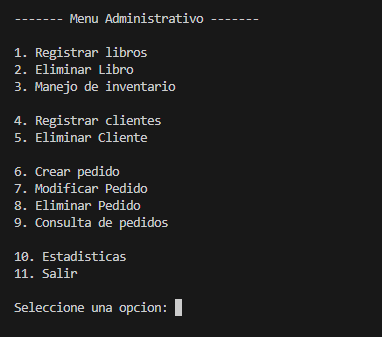 ------- Menu Administrativo -------
1. Registrar libros
2. Eliminar Libro
3. Manejo de inventario
4. Registrar clientes
5. Eliminar Cliente
6. Crear pedido
7. Modificar Pedido
8. Eliminar Pedido
9. Consulta de pedidos
10. Estadisticas
11. Salir
Seleccione una opcion: